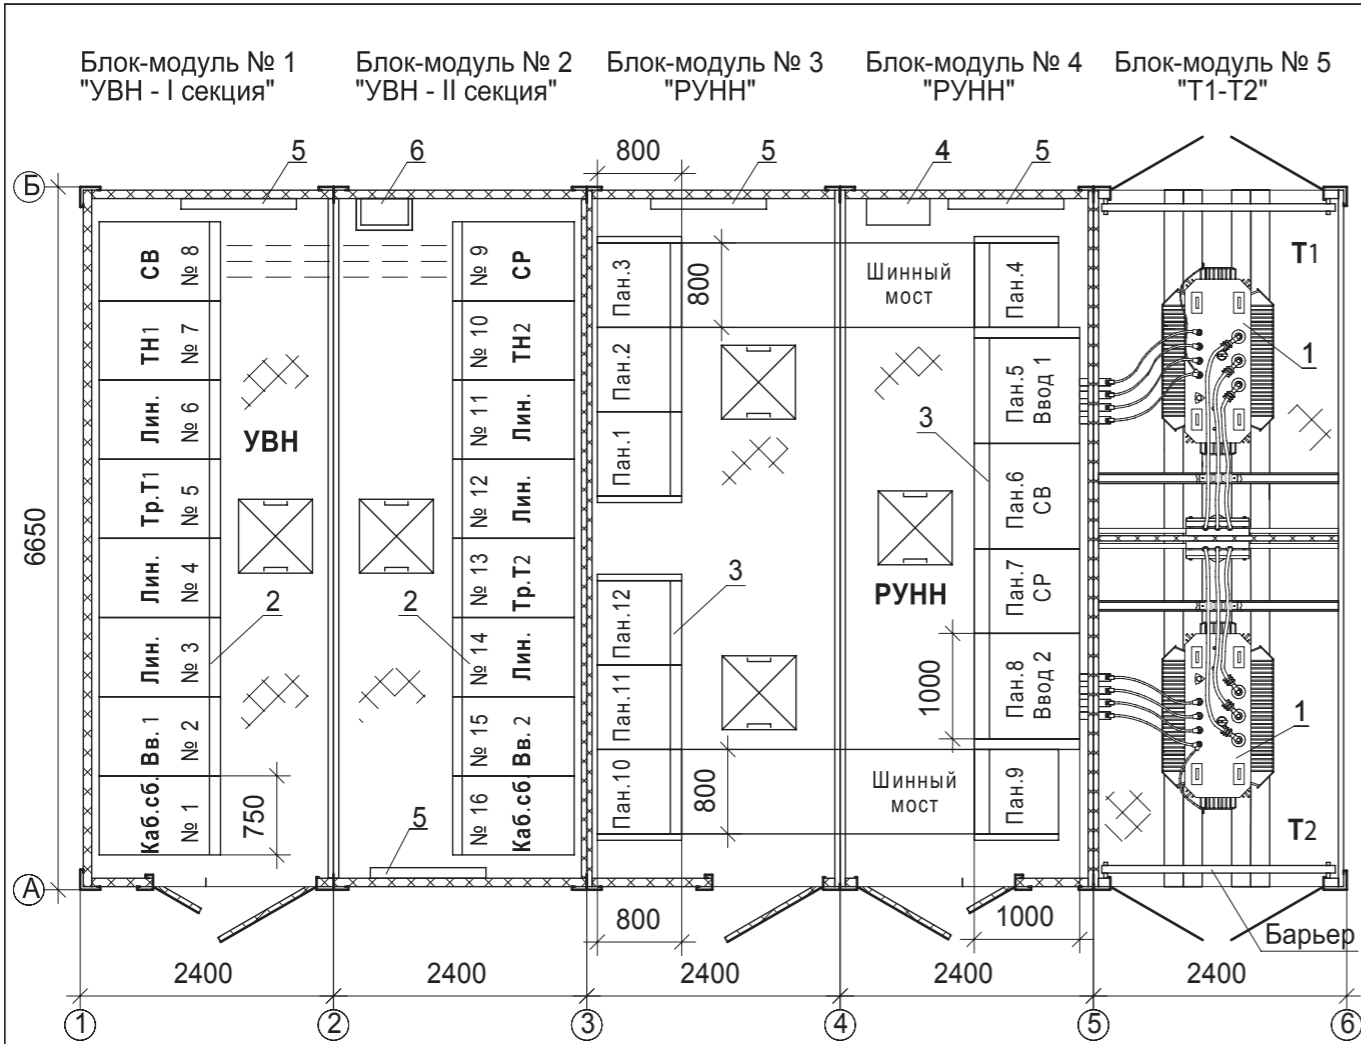 Блок-модуль № 1
"УВН - I секция"
Блок-модуль № 2
"УВН - II секция"
Блок-модуль № 3
"РУНН"
Блок-модуль № 4
"РУНН"
Блок-модуль № 5
"Т1-Т2"
5
6
800
5
4
5
Б
СВ
№ 8
ТН1
№ 7
Лин.
№ 6
Тр.Т1
№ 5
Лин.
№ 4
Лин.
№ 3
Вв. 1
№ 2
Каб.сб.
№ 1
УВН
2
750
№ 9
СР
№ 10
ТН2
№ 11
Лин.
№ 12
Лин.
№ 13
Тр.Т2
№ 14
Лин.
№ 15
Вв. 2
№ 16
Каб.сб.
2
5
Пан.3
Пан.2
Пан.1
800
Пан.12
Пан.11
Пан.10
3
800
Шинный
мост
3
РУНН
1000
Шинный
мост
Пан.4
Пан.5
Ввод 1
Пан.6
СВ
Пан.7
СР
Пан.8
Ввод 2
Пан.9
Т1
1
1
Т2
6650
А
800
1000
Барьер
2400
2400
2400
2400
2400
1
2
3
4
5
6